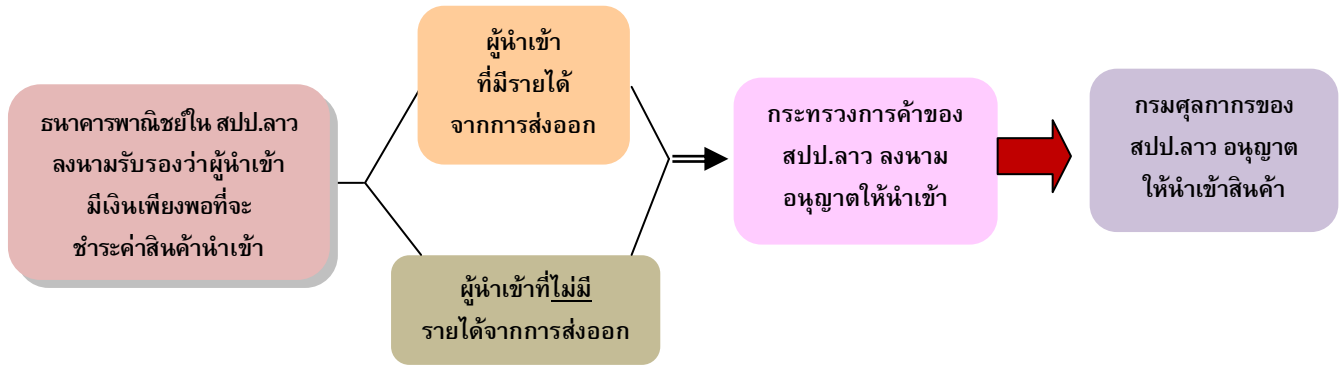 ธนาคารพาณิชย์ใน สปป.ลาว
ลงนามรับรองว่าผู้นำเข้า
มีเงินเพียงพอที่จะ
ชำระค่าสินค้านำเข้า
ผู้นำเข้า
ที่มีรายได้
จากการส่งออก
ผู้นำเข้าที่ไม่มี
รายได้จากการส่งออก
กระทรวงการค้าของ
สปป.ลาว ลงนาม
อนุญาตให้นำเข้า
กรมศุลกากรของ
สปป.ลาว อนุญาต
ให้นำเข้าสินค้า